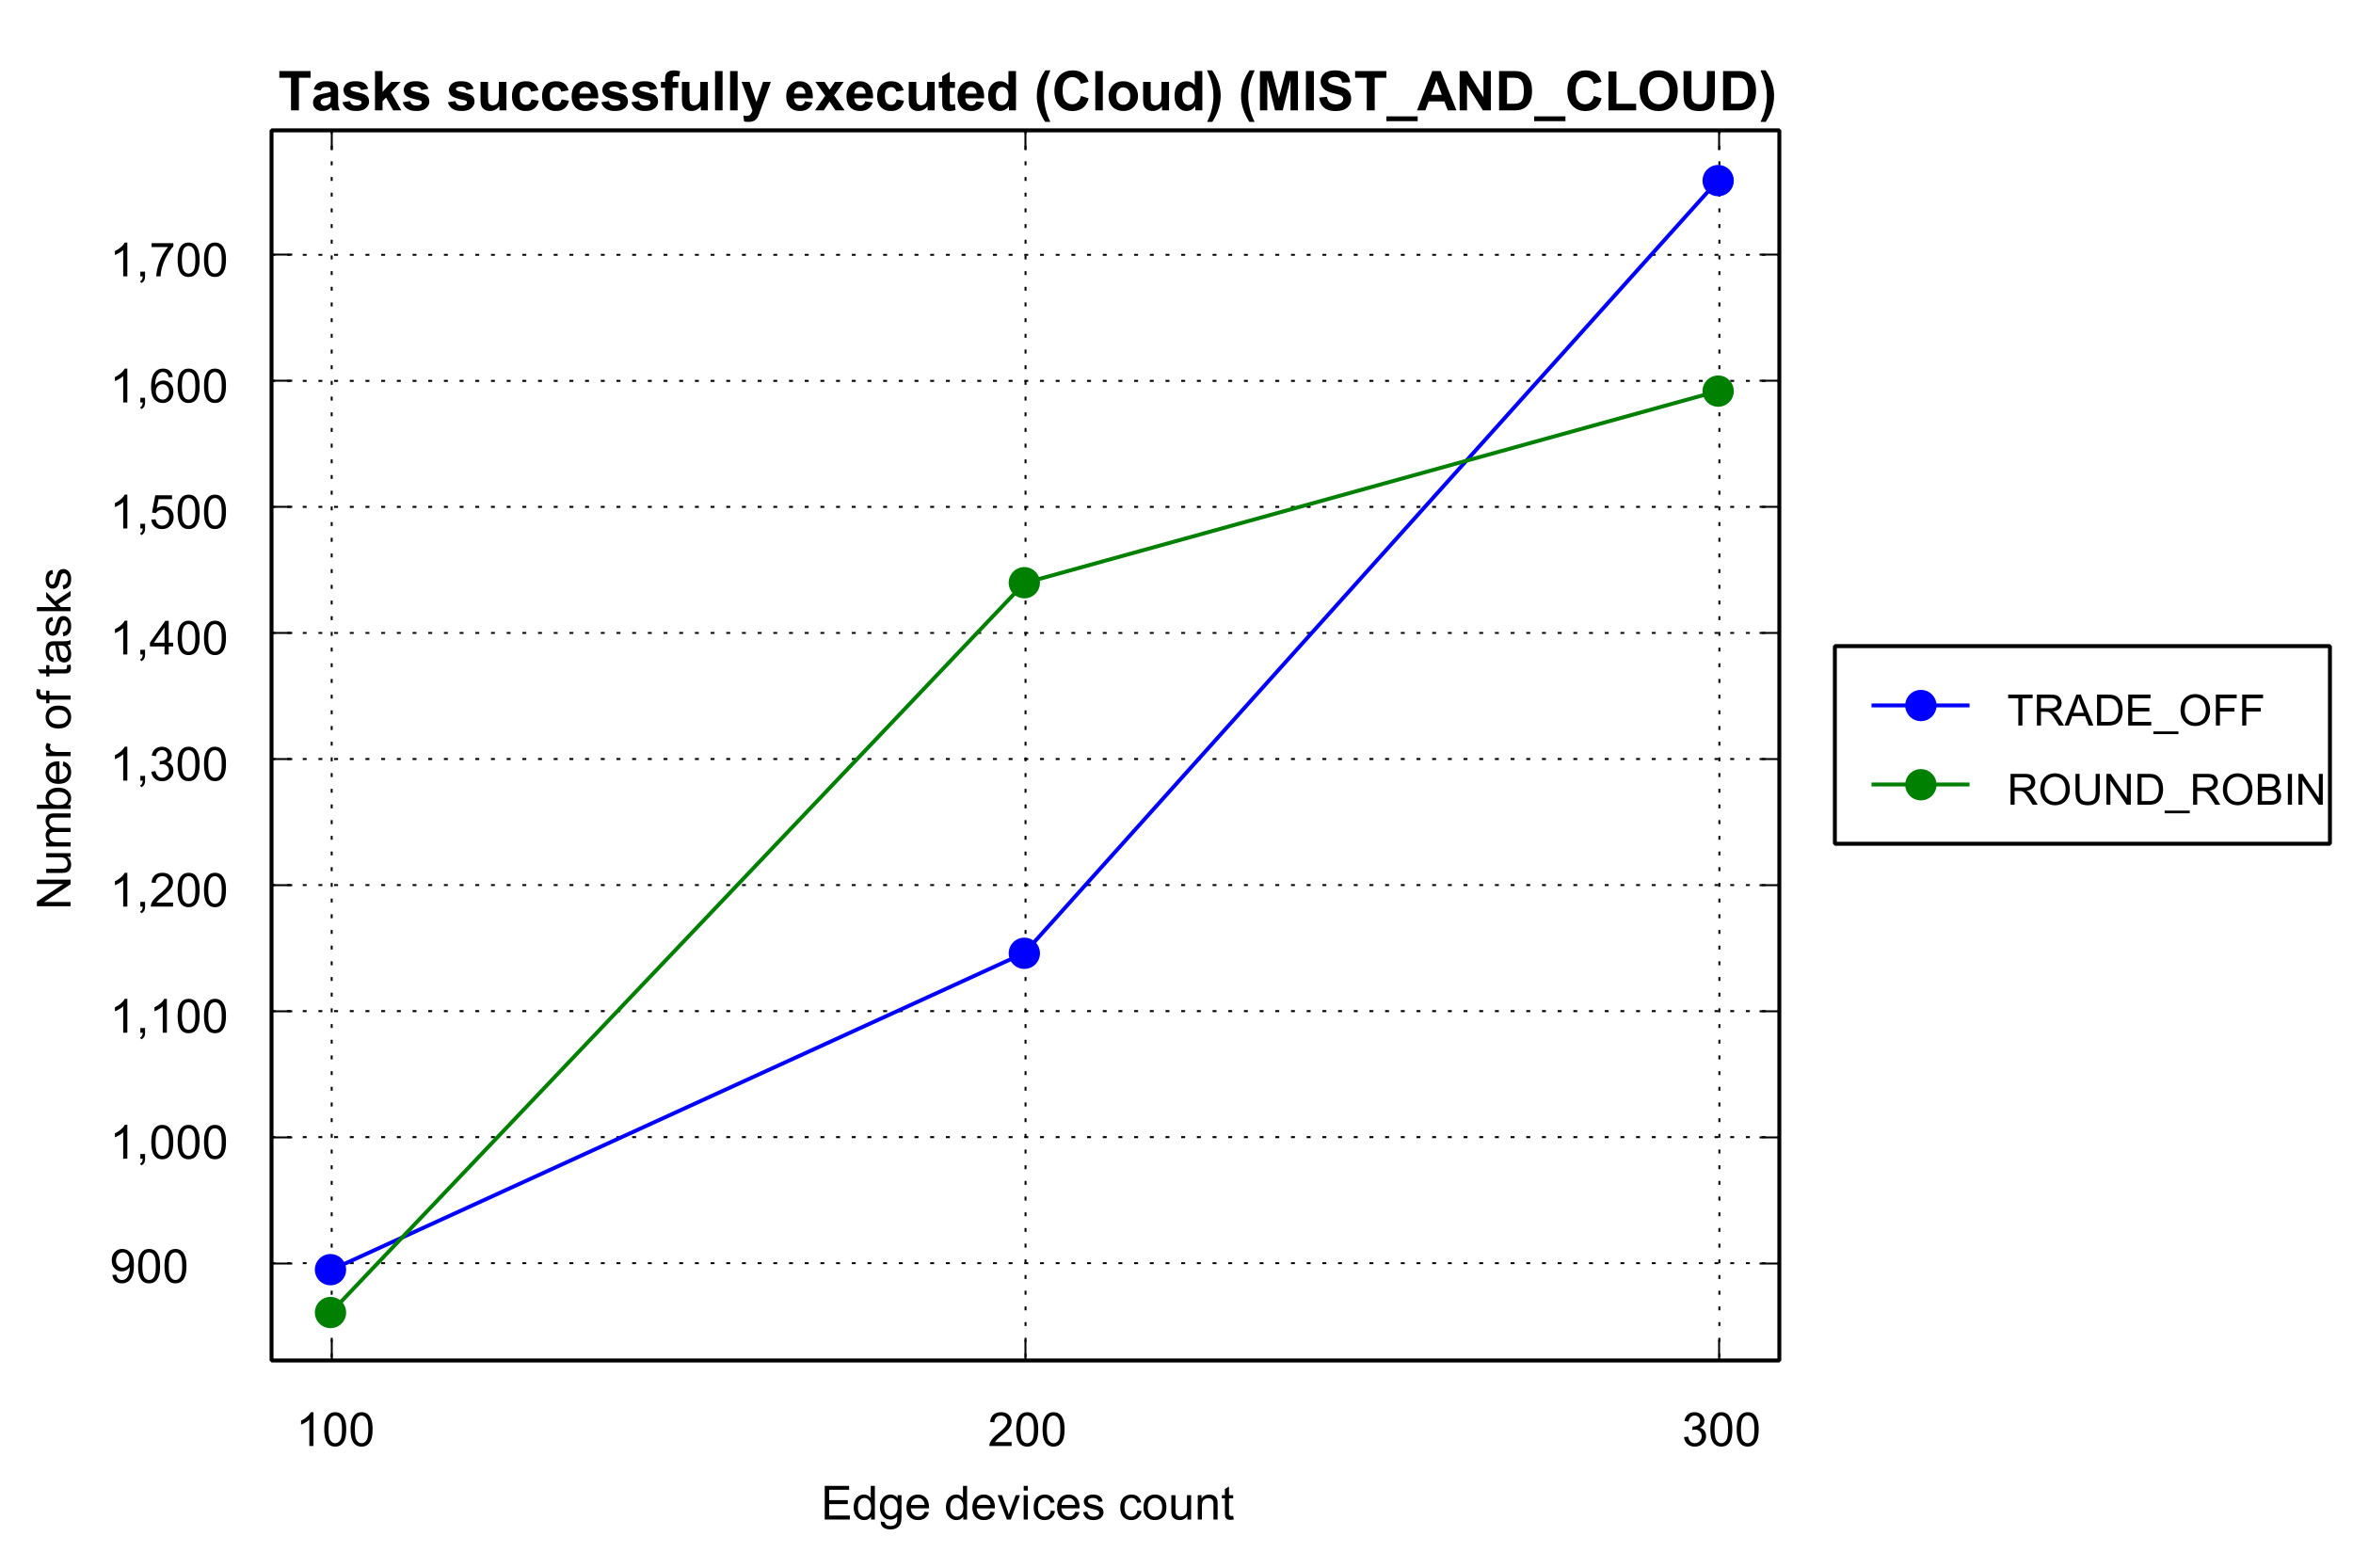 Tasks successfully executed (Cloud) (MIST_AND_CLOUD)
1,700
1,600
1,500
1,400
1,300
1,200
1,100
1,000
900
Number of tasks
100 200 300
Edge devices count
TRADE_OFF
ROUND_ROBIN